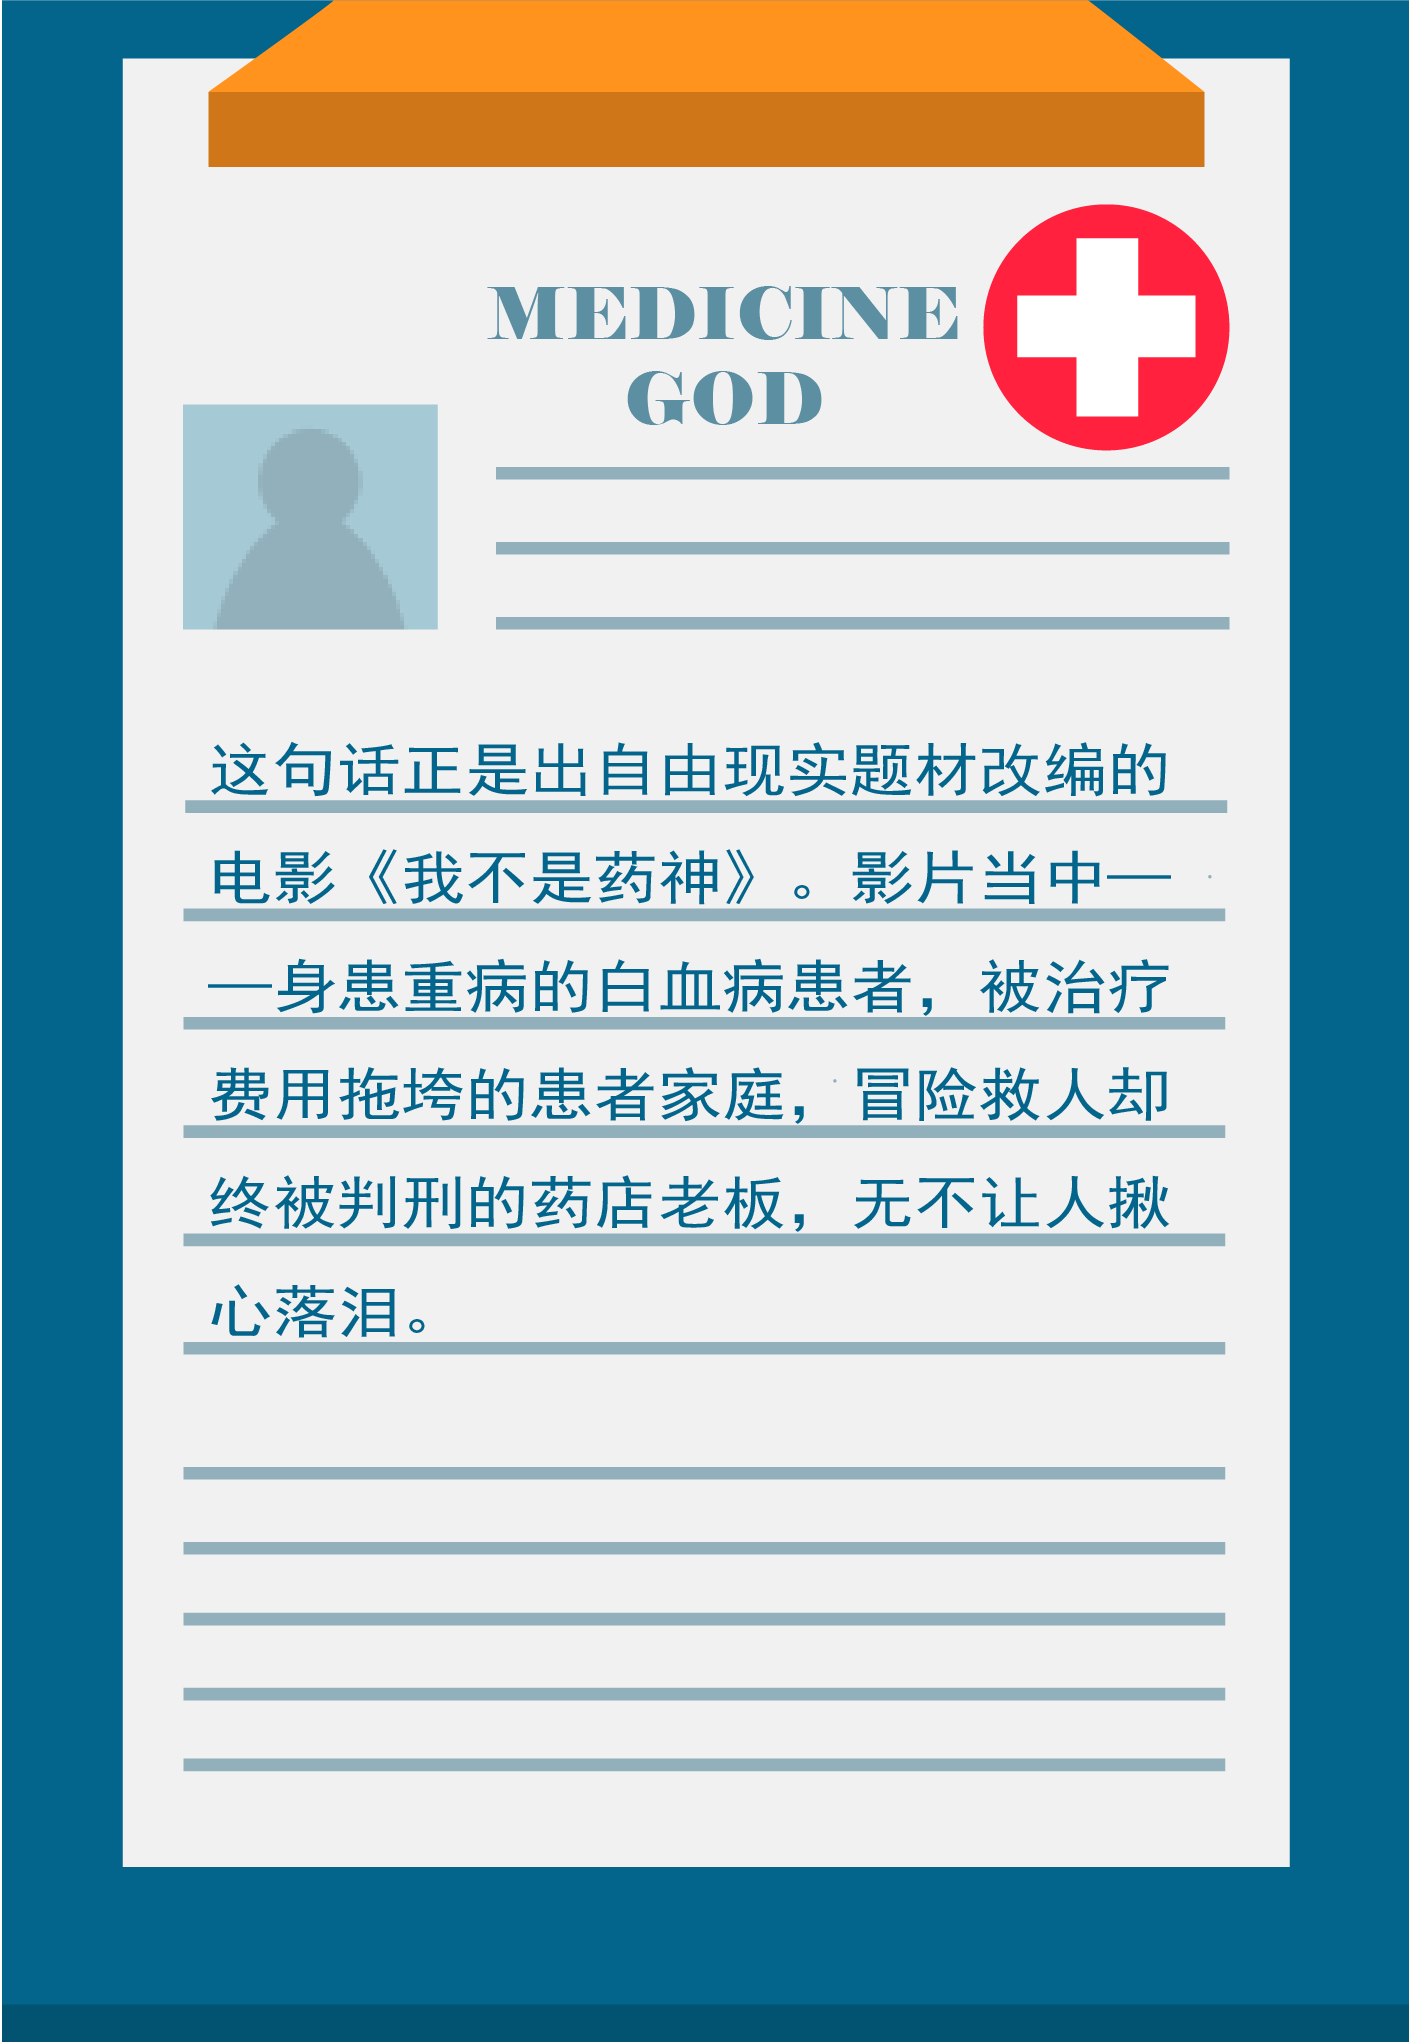 MEDICINE
GOD
这句话正是出自由现实题材改编的
电影《我不是药神》。影片当中—
—身患重病的白血病患者，被治疗
费用拖垮的患者家庭，冒险救人却
终被判刑的药店老板，无不让人揪
心落泪。